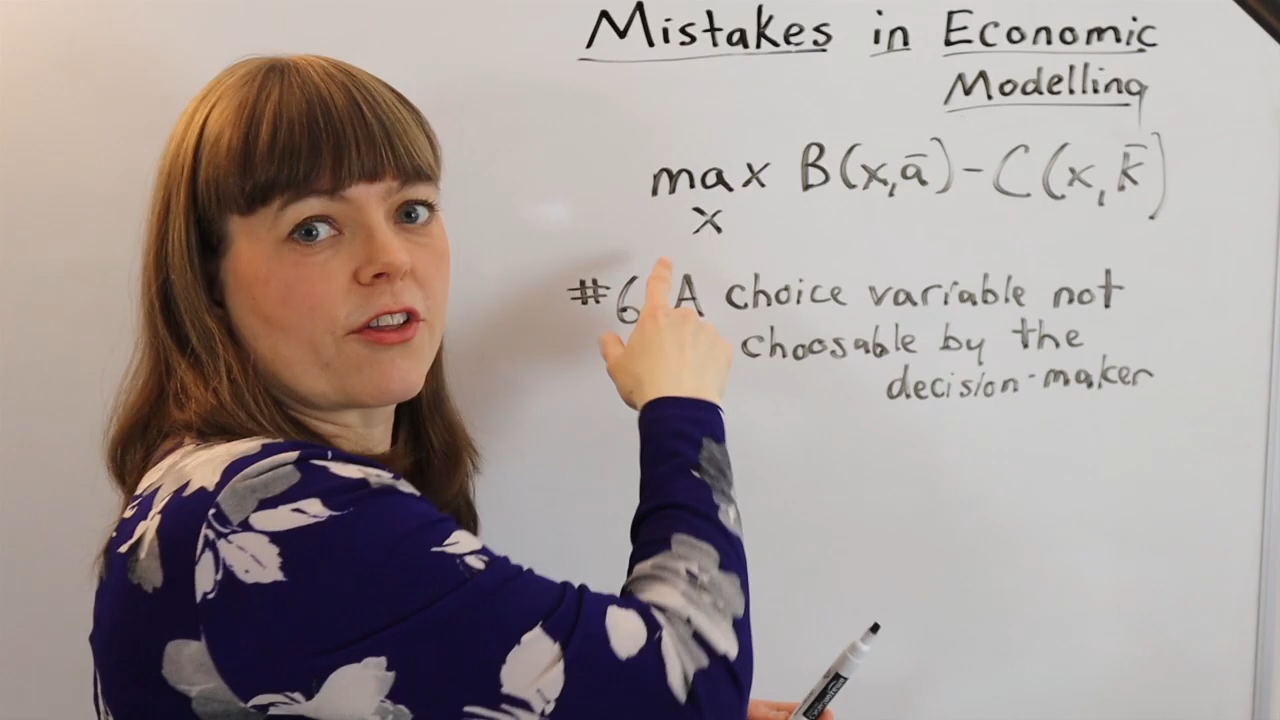 Mistakes in Economic
Modelling
max B(x,ā) - C(x, k̄)
x
#6 A choice variable not
choosable by the
decision-maker